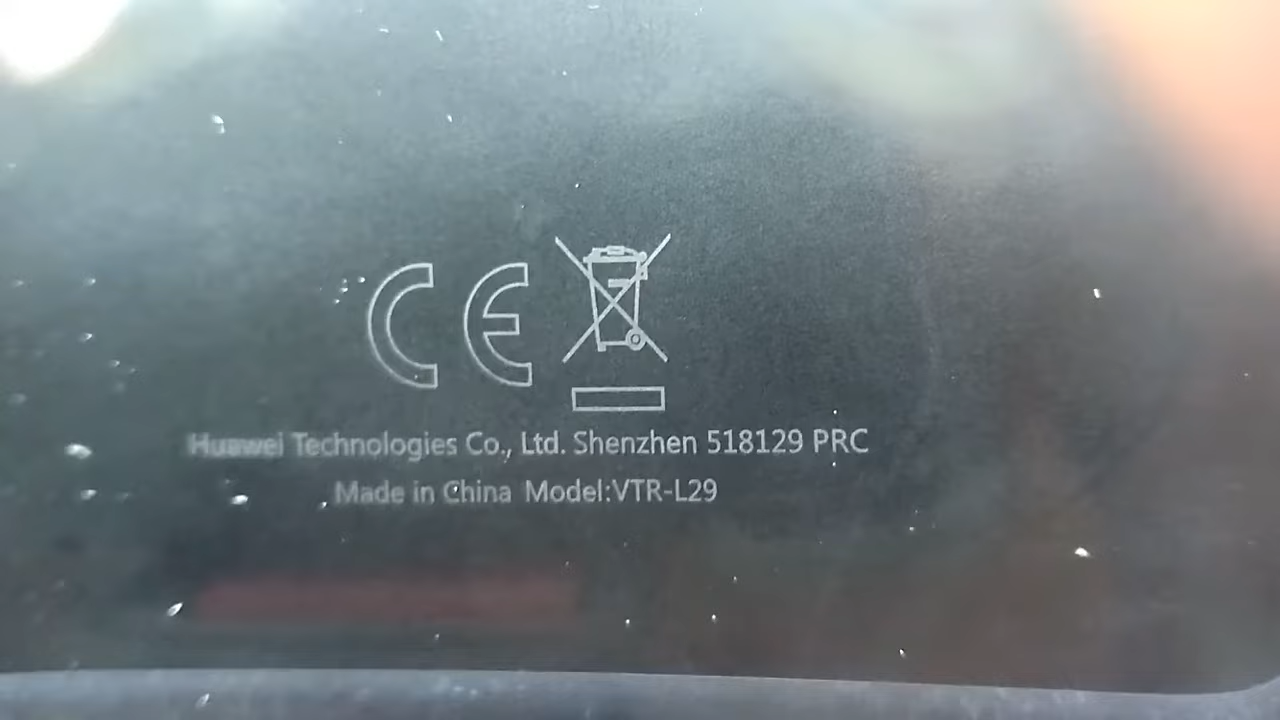 CE
Huawei Technologies Co., Ltd. Shenzhen 518129 PRC
Made in China Model:VTR-L29